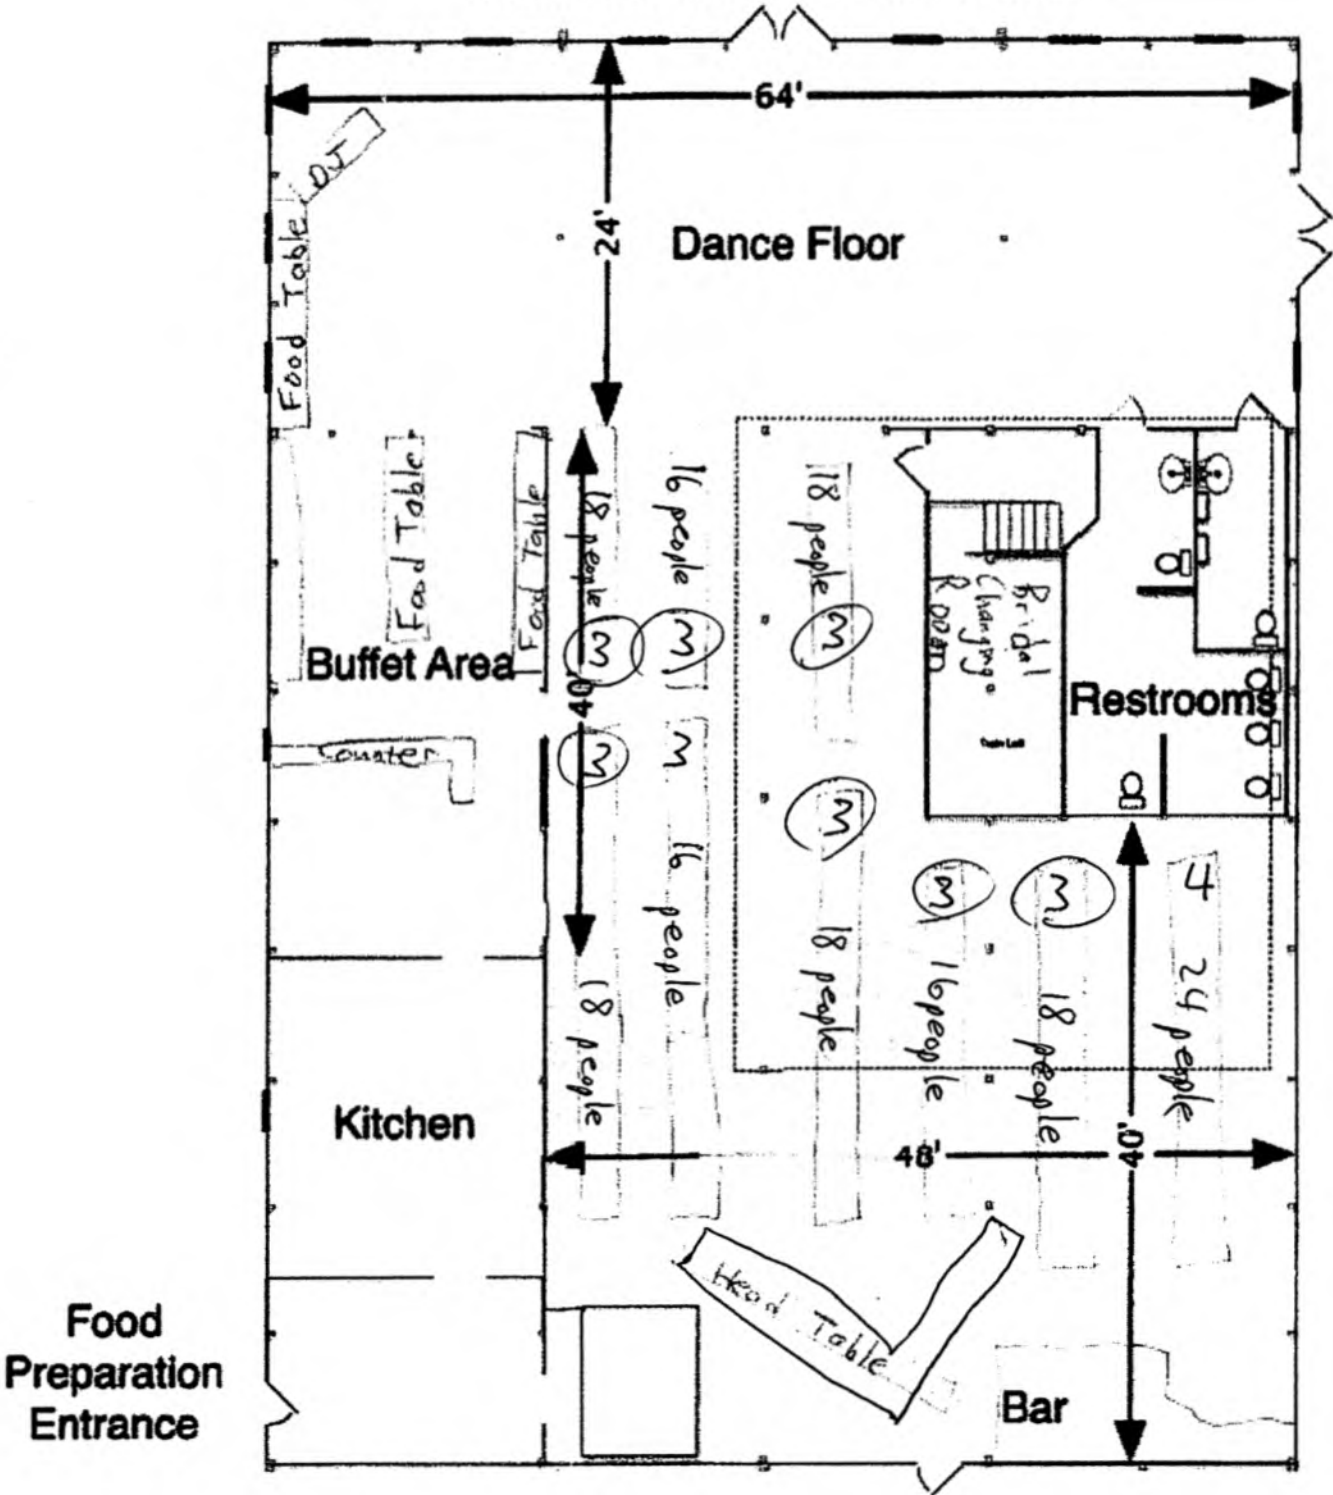 64'
DJ
24'
Dance Floor
Food Table
Food Table
Food Table
18 people
16 people
18 people
3
3
3
Bridal
Changing
Room
Buffet Area
40'
Restrooms
Counter
3
3
3
3
3
4
16 people
18 people
18 people
16 people
18 people
24 people
Kitchen
48'
40'
Head Table
Food
Preparation
Entrance
Bar